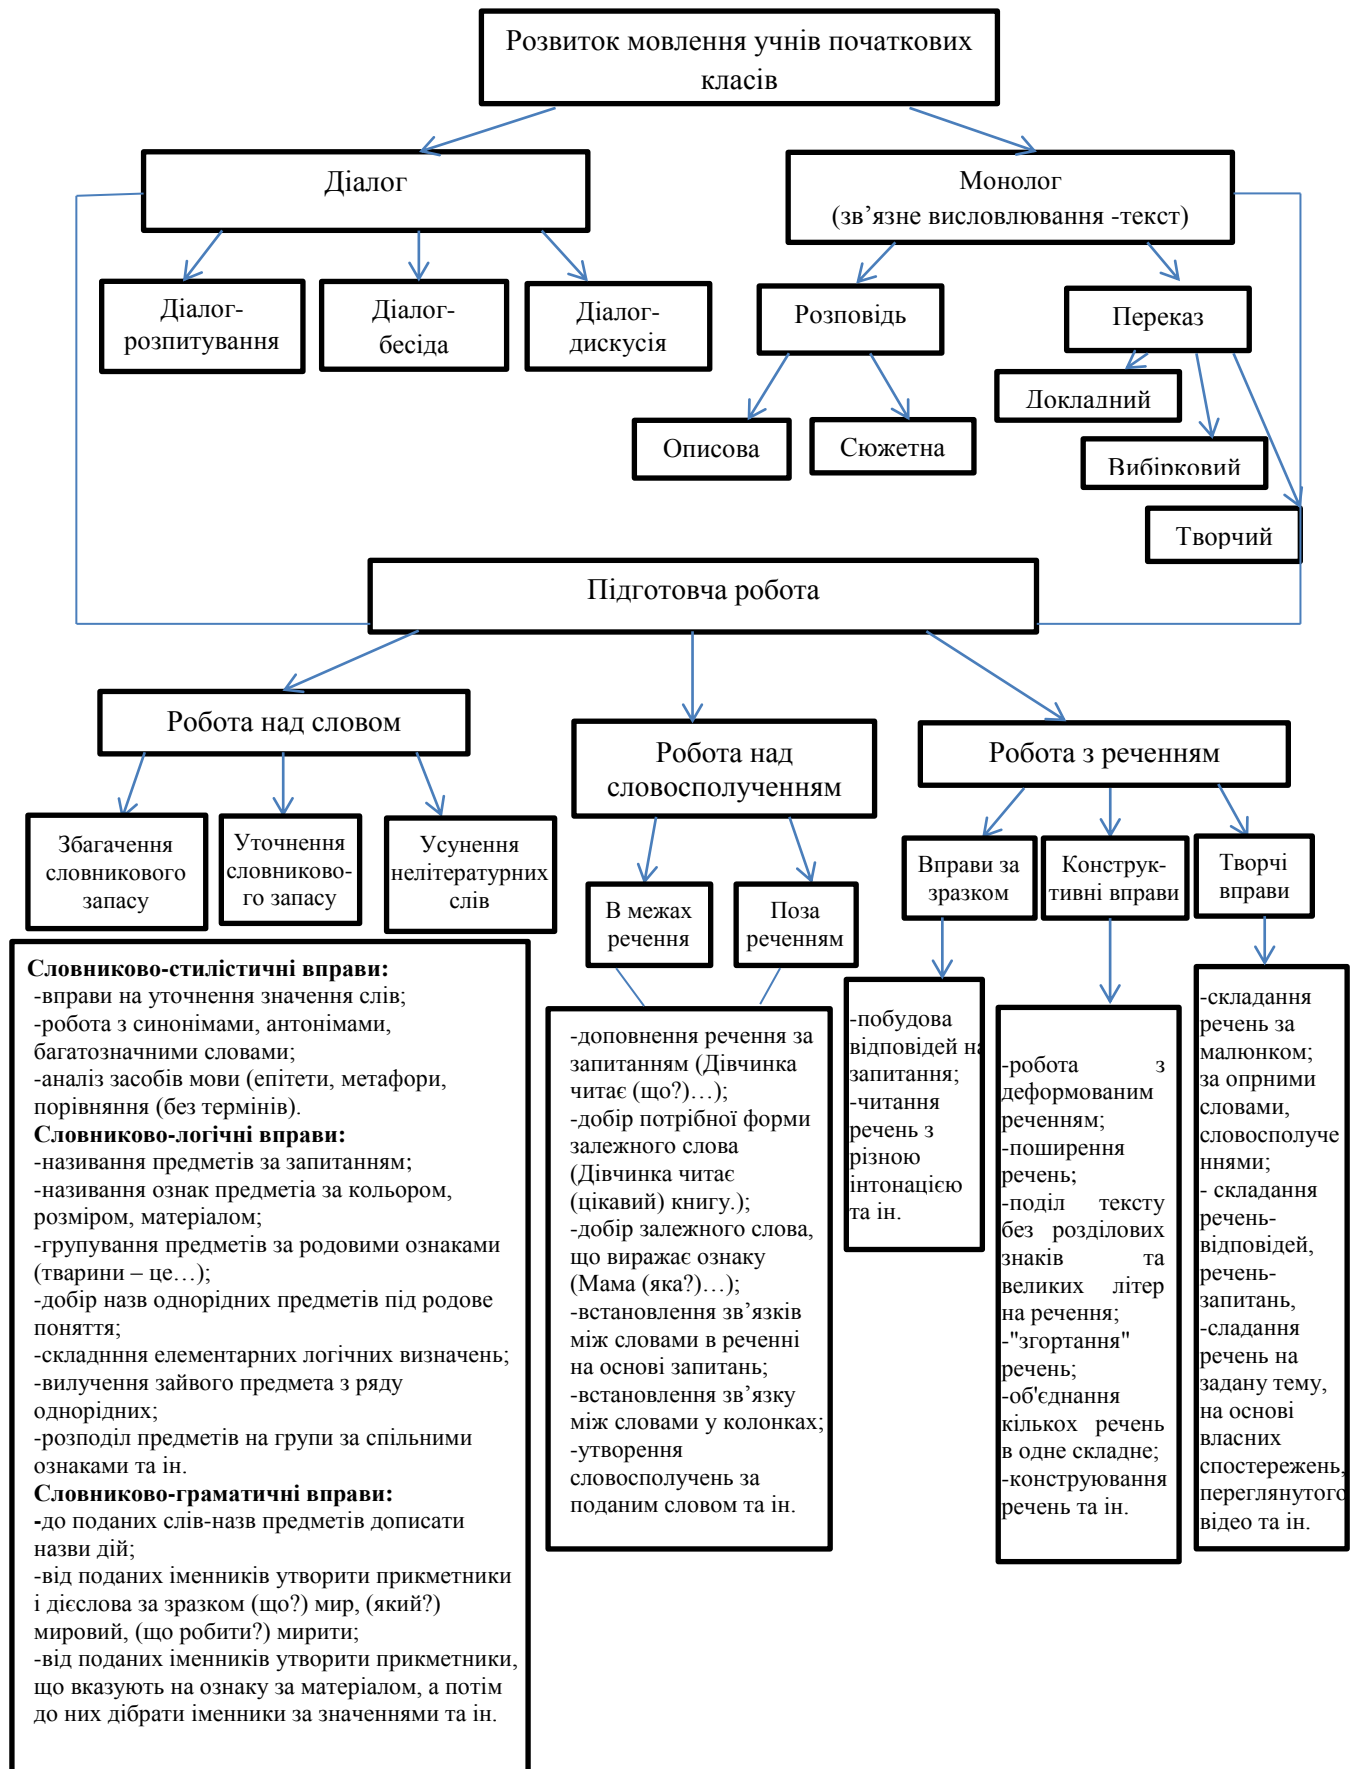 Розвиток мовлення учнів початкових
класів
Діалог
Монолог
(зв’язне висловлювання -текст)
Діалог-
розпитування
Діалог-
бесіда
Діалог-
дискусія
Розповідь
Переказ
Докладний
Описова
Сюжетна
Вибірковий
Творчий
Підготовча робота
Робота над словом
Робота над
словосполученням
Робота з реченням
Збагачення
словникового
запасу
Уточнення
словниково-
го запасу
Усунення
нелітературних
слів
В межах
речення
Поза
реченням
Вправи за
зразком
Конструк-
тивні вправи
Творчі
вправи
Словниково-стилістичні вправи:
-вправи на уточнення значення слів;
-робота з синонімами, антонімами,
багатозначними словами;
-аналіз засобів мови (епітети, метафори,
порівняння (без термінів).
Словниково-логічні вправи:
-називання предметів за запитанням;
-називання ознак предметіа за кольором,
розміром, матеріалом;
-групування предметів за родовими ознаками
(тварини – це…);
-добір назв однорідних предметів під родове
поняття;
-складнння елементарних логічних визначень;
-вилучення зайвого предмета з ряду
однорідних;
-розподіл предметів на групи за спільними
ознаками та ін.
Словниково-граматичні вправи:
-до поданих слів-назв предметів дописати
назви дій;
-від поданих іменників утворити прикметники
і дієслова за зразком (що?) мир, (який?)
мировий, (що робити?) мирити;
-від поданих іменників утворити прикметники,
що вказують на ознаку за матеріалом, а потім
до них дібрати іменники за значеннями та ін.
-доповнення речення за
запитанням (Дівчинка
читає (що?)…);
-добір потрібної форми
залежного слова
(Дівчинка читає
(цікавий) книгу.);
-добір залежного слова,
що виражає ознаку
(Мама (яка?)…);
-встановлення зв’язків
між словами в реченні
на основі запитань;
-встановлення зв’язку
між словами у колонках;
-утворення
словосполучень за
поданим словом та ін.
-побудова
відповідей на
запитання;
-читання
речень з
різною
інтонацією
та ін.
-робота з
деформованим
реченням;
-поширення
речень;
-поділ тексту
без розділових
знаків та
великих літер
на речення;
-"згортання"
речень;
-об'єднання
кількох речень
в одне складне;
-конструювання
речень та ін.
-складання
речень за
малюнком;
за опрними
словами,
словосполуче
ннями;
- складання
речень-
відповідей,
речень-
запитань,
-сладання
речень на
задану тему,
на основі
власних
спостережень,
переглянутого
відео та ін.